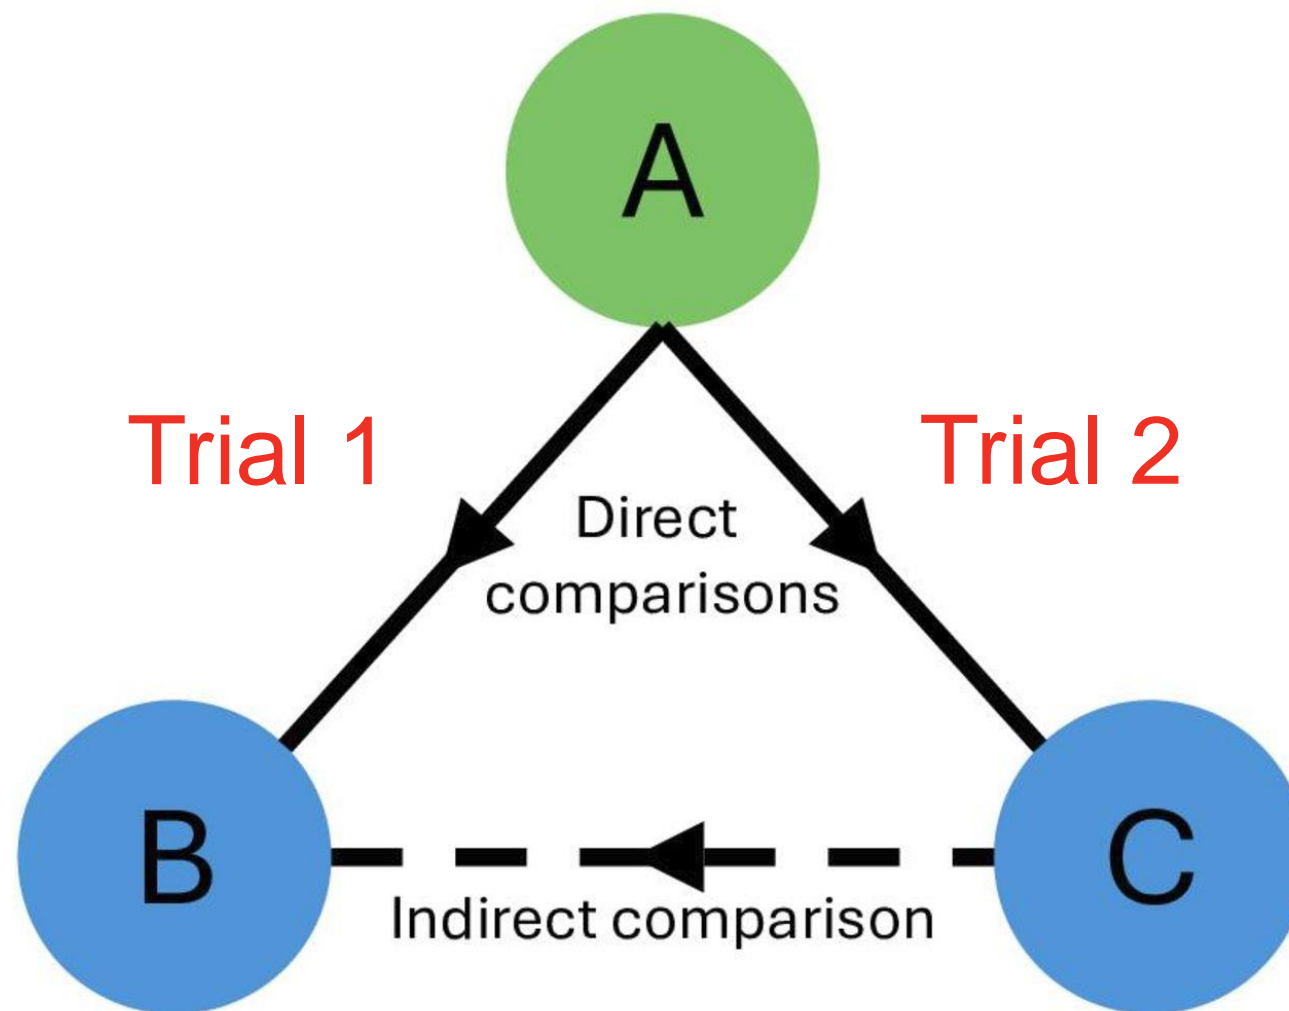 A
Trial 1
Trial 2
Direct
comparisons
B
C
Indirect comparison